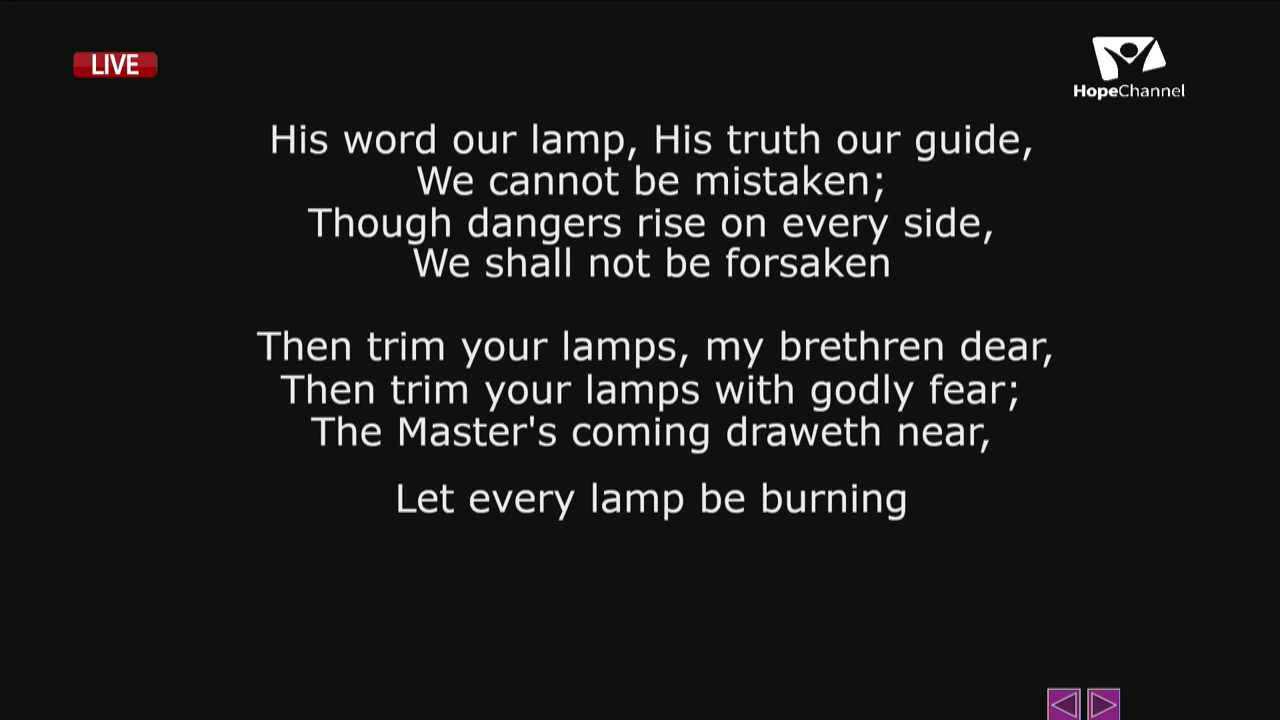 LIVE
HopeChannel
His word our lamp, His truth our guide,
We cannot be mistaken;
Though dangers rise on every side,
We shall not be forsaken
Then trim your lamps, my brethren dear,
Then trim your lamps with godly fear;
The Master's coming draweth near,
Let every lamp be burning